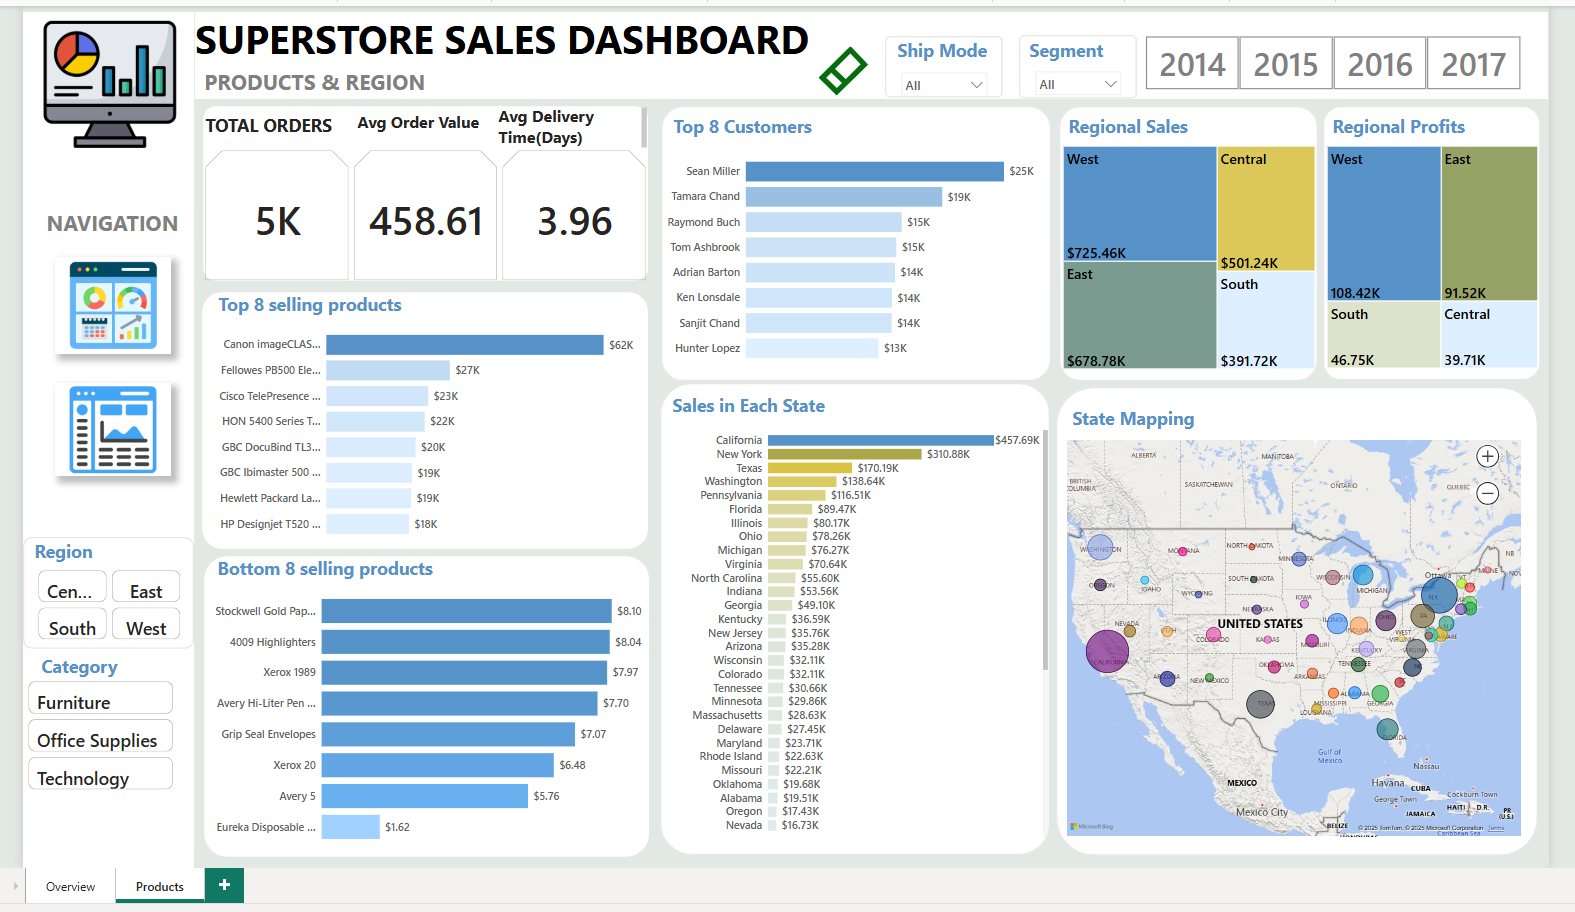 SUPERSTORE SALES DASHBOARD
PRODUCTS & REGION
Ship Mode
All
Segment
All
2014
2015
2016
2017
NAVIGATION
Region
Cen...
East
South
West
Category
Furniture
Office Supplies
Technology
TOTAL ORDERS
5K
Avg Order Value
458.61
Avg Delivery
Time(Days)
3.96
Top 8 selling products
Canon imageCLAS... $62K
Fellowes PB500 Ele... $27K
Cisco TelePresence ... $23K
HON 5400 Series T... $22K
GBC DocuBind TL3... $20K
GBC Ibimaster 500 ... $19K
Hewlett Packard La... $19K
HP Designjet T520 ... $18K
Bottom 8 selling products
Stockwell Gold Pap... $8.10
4009 Highlighters $8.04
Xerox 1989 $7.97
Avery Hi-Liter Pen ... $7.70
Grip Seal Envelopes $7.07
Xerox 20 $6.48
Avery 5 $5.76
Eureka Disposable ... $1.62
Top 8 Customers
Sean Miller $25K
Tamara Chand $19K
Raymond Buch $15K
Tom Ashbrook $15K
Adrian Barton $14K
Ken Lonsdale $14K
Sanjit Chand $14K
Hunter Lopez $13K
Sales in Each State
California $457.69K
New York $310.88K
Texas $170.19K
Washington $138.64K
Pennsylvania $116.51K
Florida $89.47K
Illinois $80.17K
Ohio $78.26K
Michigan $76.27K
Virginia $70.64K
North Carolina $55.60K
Indiana $53.56K
Georgia $49.10K
Kentucky $36.59K
New Jersey $35.76K
Arizona $35.28K
Wisconsin $32.11K
Colorado $32.11K
Tennessee $30.66K
Minnesota $29.86K
Massachusetts $28.63K
Delaware $27.45K
Maryland $23.71K
Rhode Island $22.63K
Missouri $22.21K
Oklahoma $19.68K
Alabama $19.51K
Oregon $17.43K
Nevada $16.73K
Regional Sales
West
$725.46K
Central
$501.24K
East
$678.78K
South
$391.72K
Regional Profits
West
108.42K
East
91.52K
South
46.75K
Central
39.71K
State Mapping
ALBERTA
MANITOBA
BRITISH
COLUMBIA
SASKATCHEWAN
ONTARIO
QUEBEC
WASHINGTON
MONTANA
NORTH DAKOTA
MINNESOTA
Ottawa
VT
MAINE
NB
NOV
OREGON
IDAHO
WYOMING
SOUTH DAKOTA
WISCONSIN
MICHIGAN
N.Y.
IOWA
NEBRASKA
NEVADA
UTAH
COLORADO
UNITED STATES
KANSAS
MISSOURI
ILLINOIS
INDIANA
OHIO
PA
WEST
VIRGINIA
KENTUCKY
VIRGINIA
CALIFORNIA
ARIZONA
NEW MEXICO
OKLAHOMA
ARKANSAS
TENNESSEE
TEXAS
LOUISIANA
MISSISSIPPI
ALABAMA
GEORGIA
FLORIDA
Gulf of
Mexico
MEXICO
Mexico City
Nassau
Havana
CUBA
George Town
Cockburn Town
HAITI
D.R.
PR
(U.S.)
JAMAICA
BELIZE
HONDURAS
Caribbean Sea
Microsoft Bing
© 2025 TomTom, © 2025 Microsoft Corporation Terms
Overview
Products